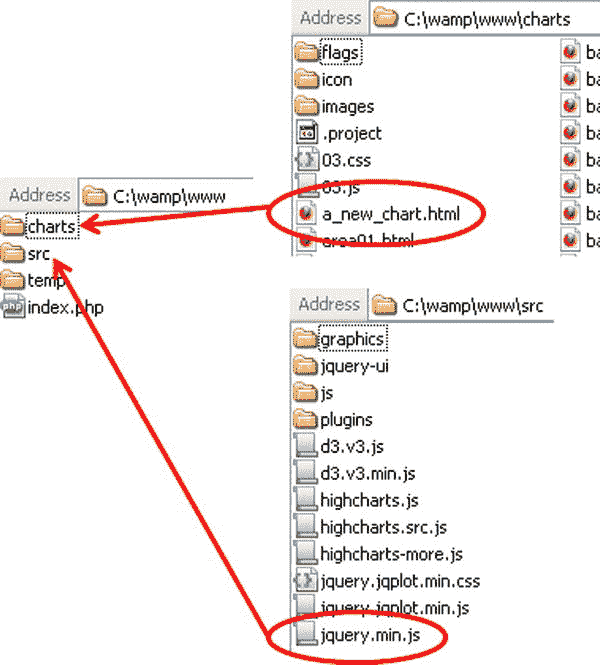 Address C:\wamp\www\charts
flags
icon
images
.project
03.css
03.js
a_new_chart.html
area01.html
ba
ba
ba
ba
ba
ba
ba
ba
Address C:\wamp\www
charts
src
temp
index.php
php
Address C:\wamp\www\src
graphics
jquery-ui
js
plugins
d3.v3.js
d3.v3.min.js
highcharts.js
highcharts.src.js
highcharts-more.js
jquery.jqplot.min.css
jquery.jqplot.min.js
jquery.min.js